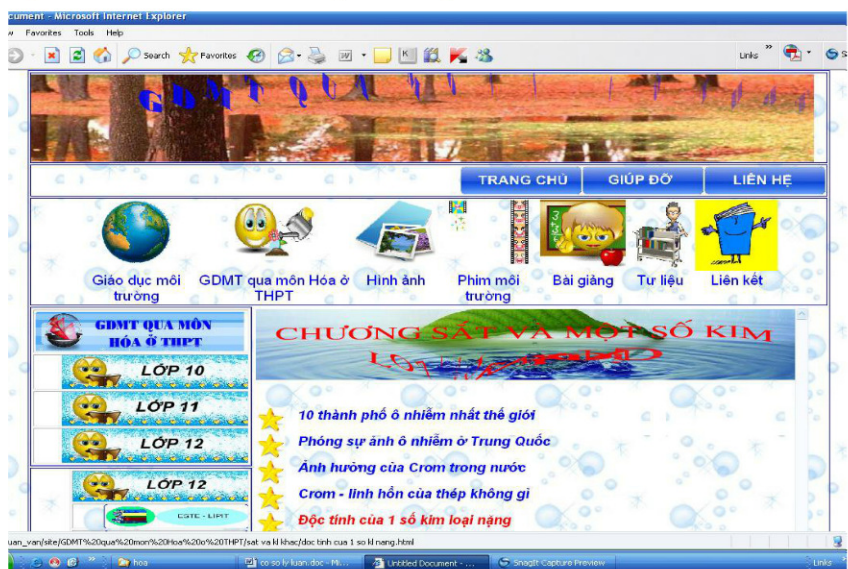 cument - Microsoft Internet Explorer
w Favorites Tools Help
Search Favorites Links
GDMT QUA
TRANG CHỦ GIÚP ĐỠ LIÊN HỆ
Giáo dục môi trường
GDMT qua môn Hóa ở THPT
Hình ảnh
Phim môi trường
Bài giảng
Tư liệu
Liên kết
GDMT QUA MÔN
HÓA Ở THPT
LỚP 10
LỚP 11
LỚP 12
LỚP 12
CSTC - LIPIT
CHƯƠNG SẮT VÀ MỘT SỐ KIM
10 thành phố ô nhiễm nhất thế giới
Phóng sự ảnh ô nhiễm ở Trung Quốc
Ảnh hưởng của Crom trong nước
Crom - linh hồn của thép không gỉ
Độc tính của 1 số kim loại nặng
uan_van/site/GDMT%20qua%20mon%20Hoa%20o%20THPT/sat va kl khac/doc tinh cua 1 so kl nang.html
hoa co so ly luan.doc - Mi... Untitled Document - ... SnagIt Capture Preview Links